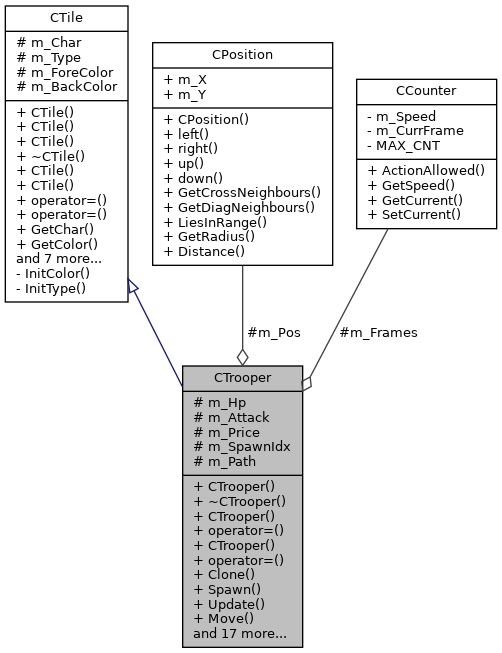 CTile
# m_Char
# m_Type
# m_ForeColor
# m_BackColor
+ CTile()
+ CTile()
+ CTile()
+ ~CTile()
+ CTile()
+ CTile()
+ operator=()
+ operator=()
+ GetChar()
+ GetColor()
and 7 more...
- InitColor()
- InitType()
CPosition
+ m_X
+ m_Y
+ CPosition()
+ left()
+ right()
+ up()
+ down()
+ GetCrossNeighbours()
+ GetDiagNeighbours()
+ LiesInRange()
+ GetRadius()
+ Distance()
CCounter
- m_Speed
- m_CurrFrame
- MAX_CNT
+ ActionAllowed()
+ GetSpeed()
+ GetCurrent()
+ SetCurrent()
#m_Pos
#m_Frames
CTrooper
# m_Hp
# m_Attack
# m_Price
# m_SpawnIdx
# m_Path
+ CTrooper()
+ ~CTrooper()
+ CTrooper()
+ operator=()
+ CTrooper()
+ operator=()
+ Clone()
+ Spawn()
+ Update()
+ Move()
and 17 more...